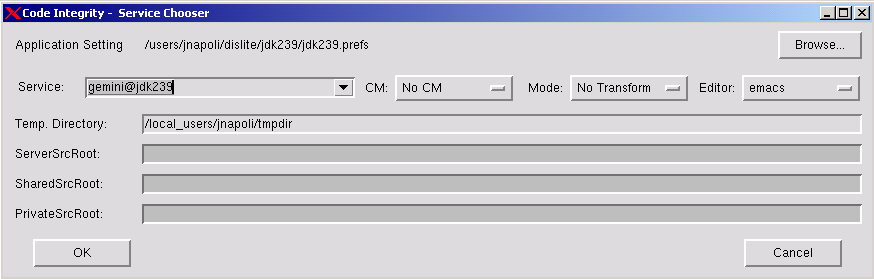 Code Integrity - Service Chooser
Application Setting /users/jnapoli/dislite/jdk239/jdk239.prefs Browse...
Service: gemini@jdk239 CM: No CM Mode: No Transform Editor: emacs
Temp. Directory: /local_users/jnapoli/tmpdir
ServerSrcRoot:
SharedSrcRoot:
PrivateSrcRoot:
OK Cancel